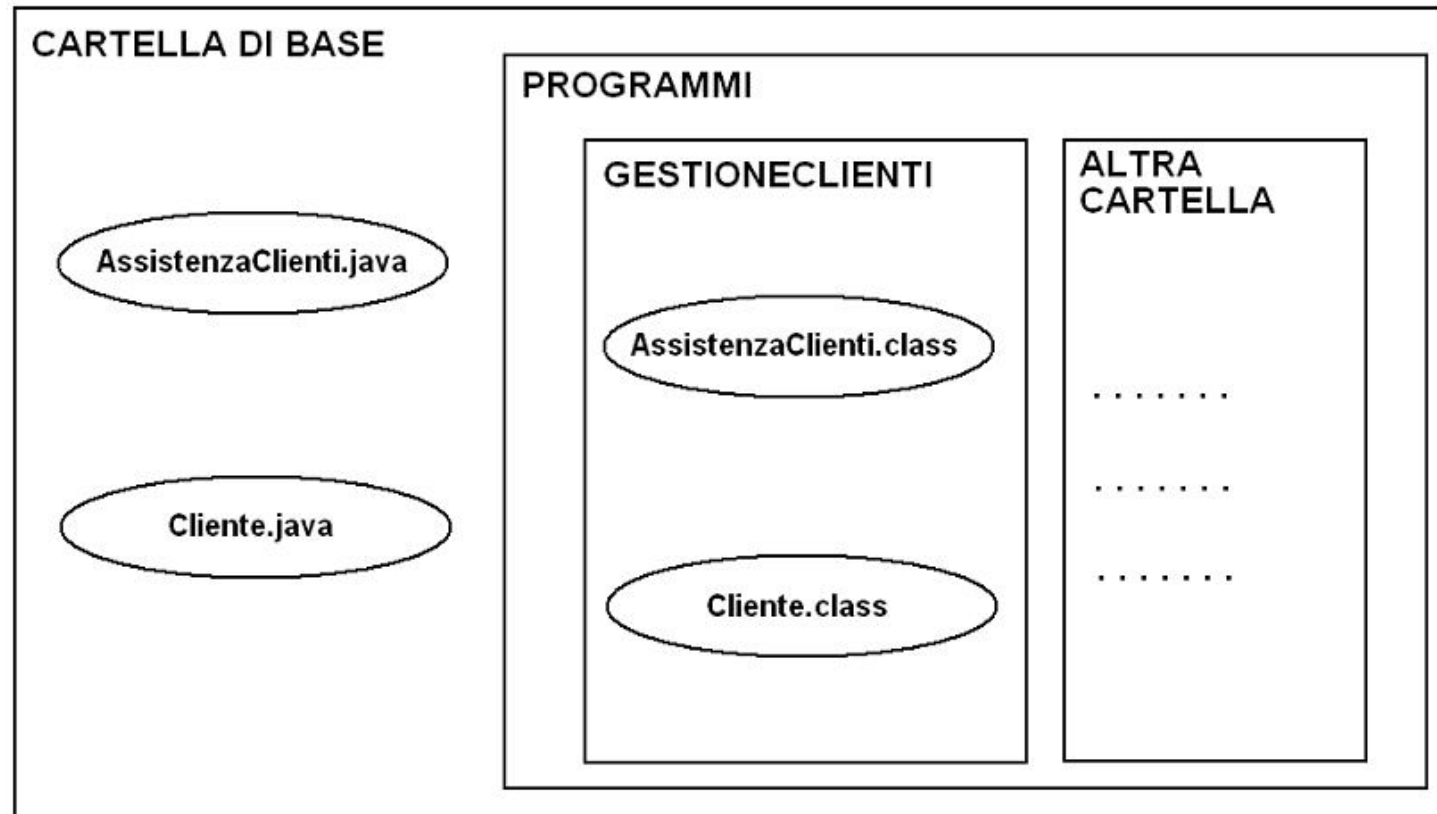 CARTELLA DI BASE
PROGRAMMI
GESTIONECLIENTI
ALTRA
CARTELLA
AssistenzaClienti.java
AssistenzaClienti.class
. . . . . . .
. . . . . . .
Cliente.java
. . . . . . .
Cliente.class